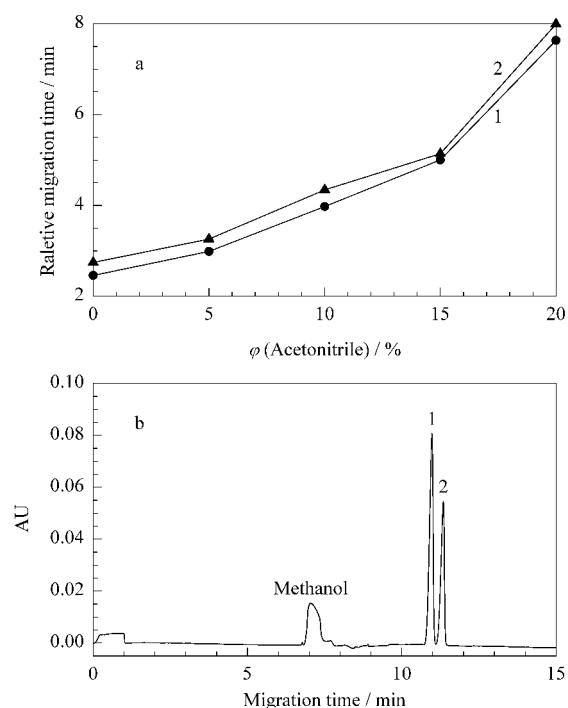 8
a
2
6
1
4
2
0 5 10 15 20
Raletive migration time / min
φ (Acetonitrile) / %
0.10
b
1
0.08
2
0.06
0.04
Methanol
0.02
0.00
0 5 10 15
AU
Migration time / min